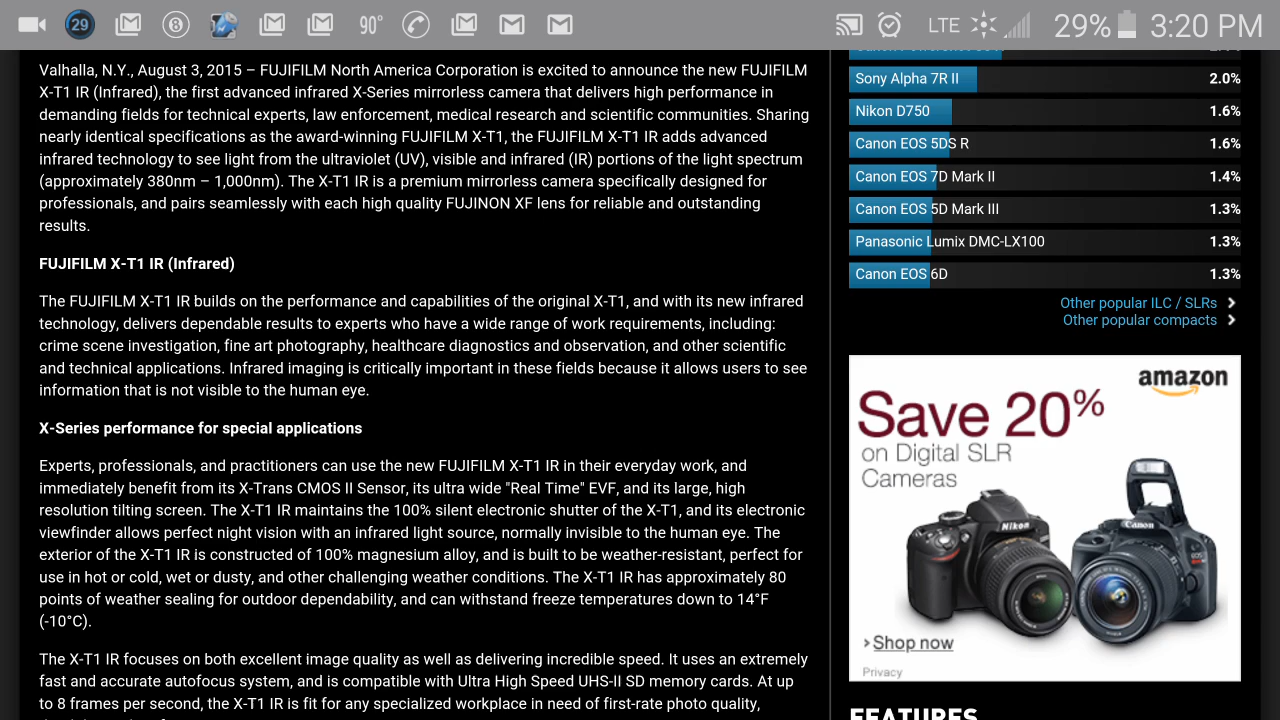 29
8
90°
LTE
29%
3:20 PM
Valhalla, N.Y., August 3, 2015 – FUJIFILM North America Corporation is excited to announce the new FUJIFILM
X-T1 IR (Infrared), the first advanced infrared X-Series mirrorless camera that delivers high performance in
demanding fields for technical experts, law enforcement, medical research and scientific communities. Sharing
nearly identical specifications as the award-winning FUJIFILM X-T1, the FUJIFILM X-T1 IR adds advanced
infrared technology to see light from the ultraviolet (UV), visible and infrared (IR) portions of the light spectrum
(approximately 380nm – 1,000nm). The X-T1 IR is a premium mirrorless camera specifically designed for
professionals, and pairs seamlessly with each high quality FUJINON XF lens for reliable and outstanding
results.
FUJIFILM X-T1 IR (Infrared)
The FUJIFILM X-T1 IR builds on the performance and capabilities of the original X-T1, and with its new infrared
technology, delivers dependable results to experts who have a wide range of work requirements, including:
crime scene investigation, fine art photography, healthcare diagnostics and observation, and other scientific
and technical applications. Infrared imaging is critically important in these fields because it allows users to see
information that is not visible to the human eye.
X-Series performance for special applications
Experts, professionals, and practitioners can use the new FUJIFILM X-T1 IR in their everyday work, and
immediately benefit from its X-Trans CMOS II Sensor, its ultra wide "Real Time" EVF, and its large, high
resolution tilting screen. The X-T1 IR maintains the 100% silent electronic shutter of the X-T1, and its electronic
viewfinder allows perfect night vision with an infrared light source, normally invisible to the human eye. The
exterior of the X-T1 IR is constructed of 100% magnesium alloy, and is built to be weather-resistant, perfect for
use in hot or cold, wet or dusty, and other challenging weather conditions. The X-T1 IR has approximately 80
points of weather sealing for outdoor dependability, and can withstand freeze temperatures down to 14°F
(-10°C).
The X-T1 IR focuses on both excellent image quality as well as delivering incredible speed. It uses an extremely
fast and accurate autofocus system, and is compatible with Ultra High Speed UHS-II SD memory cards. At up
to 8 frames per second, the X-T1 IR is fit for any specialized workplace in need of first-rate photo quality,
Sony Alpha 7R II 2.0%
Nikon D750 1.6%
Canon EOS 5DS R 1.6%
Canon EOS 7D Mark II 1.4%
Canon EOS 5D Mark III 1.3%
Panasonic Lumix DMC-LX100 1.3%
Canon EOS 6D 1.3%
Other popular ILC / SLRs
Other popular compacts
amazon
Save 20%
on Digital SLR
Cameras
Nikon
Canon
› Shop now
Privacy
FEATURES